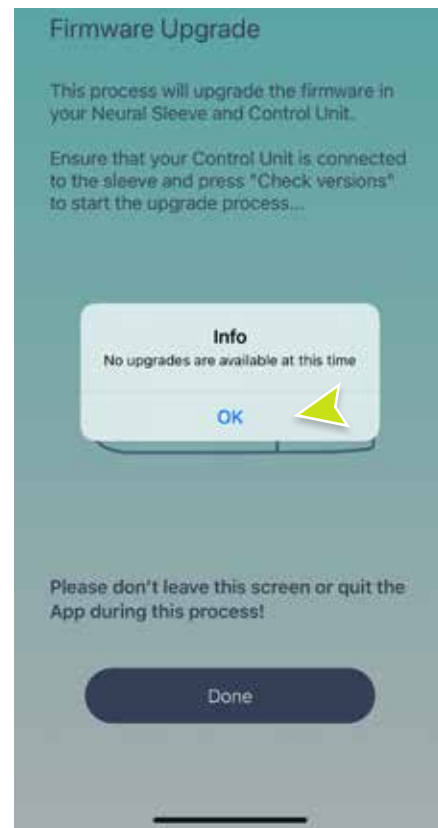 Firmware Upgrade
This process will upgrade the firmware in
your Neural Sleeve and Control Unit.
Ensure that your Control Unit is connected
to the sleeve and press "Check versions"
to start the upgrade process...
Info
No upgrades are available at this time
OK
Please don't leave this screen or quit the
App during this process!
Done